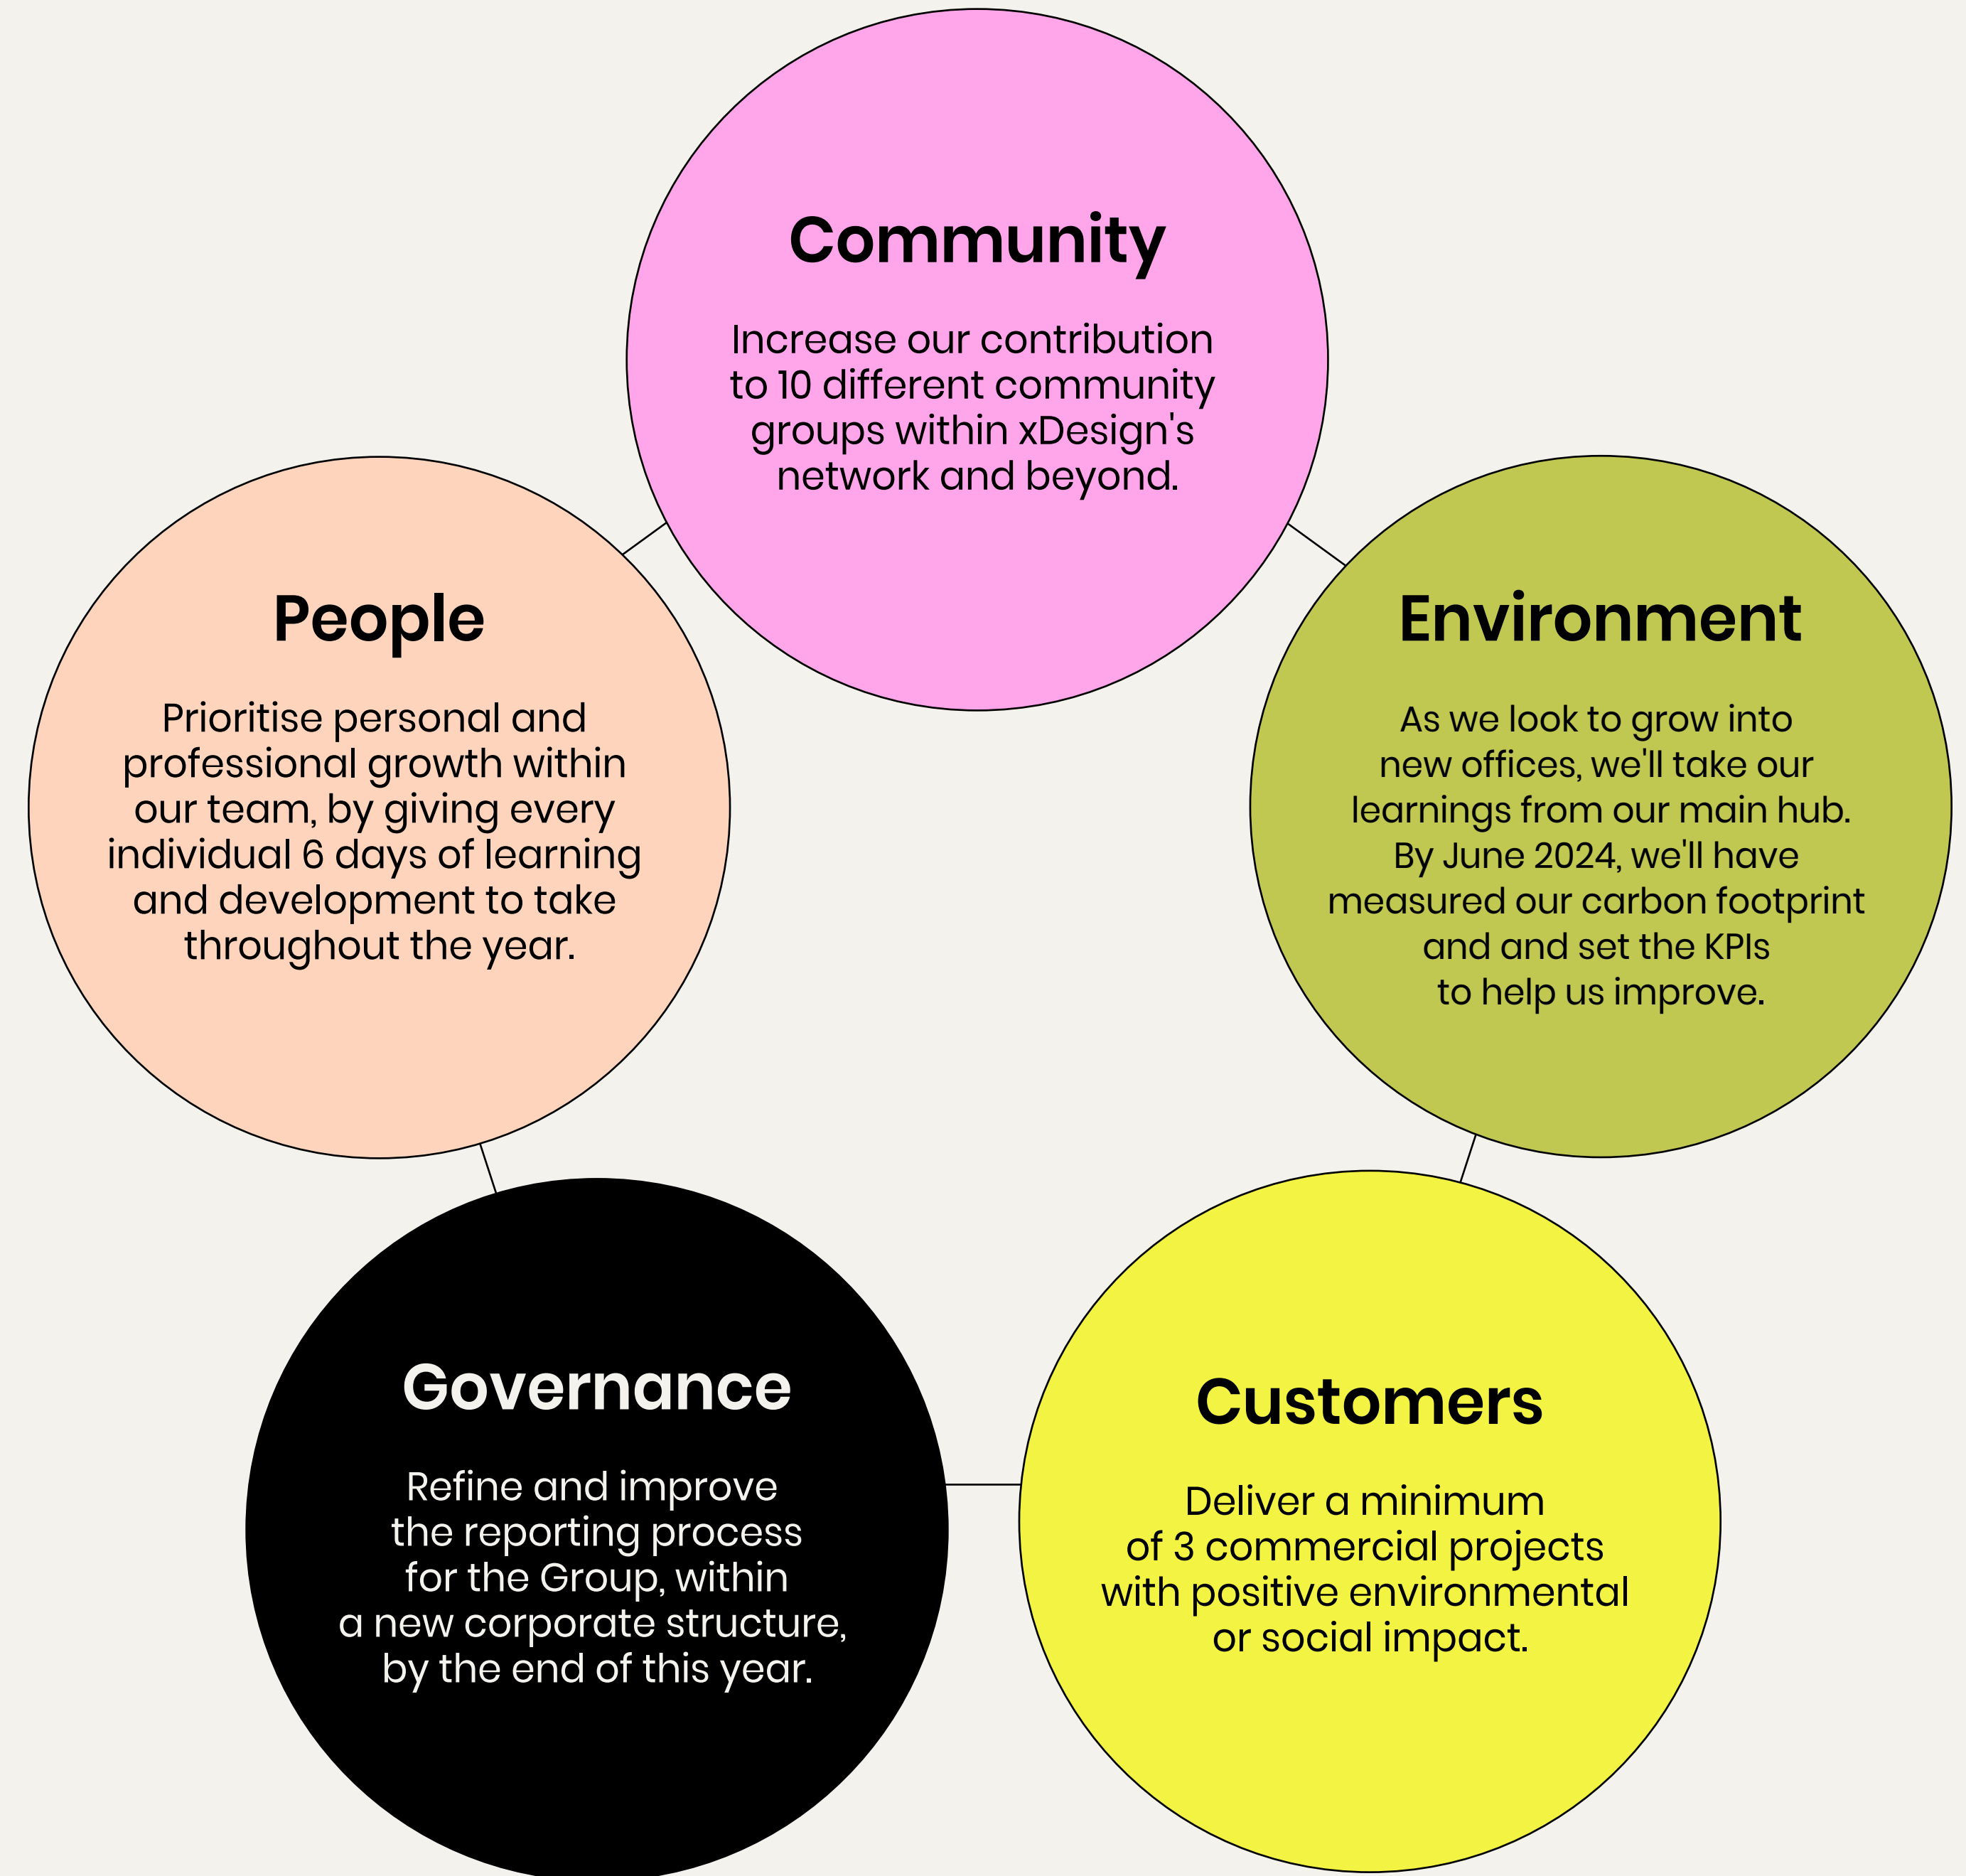 Community
Increase our contribution
to 10 different community
groups within xDesign's
network and beyond.
People
Prioritise personal and
professional growth within
our team, by giving every
individual 6 days of learning
and development to take
throughout the year.
Environment
As we look to grow into
new offices, we'll take our
learnings from our main hub.
By June 2024, we'll have
measured our carbon footprint
and and set the KPIs
to help us improve.
Governance
Refine and improve
the reporting process
for the Group, within
a new corporate structure,
by the end of this year.
Customers
Deliver a minimum
of 3 commercial projects
with positive environmental
or social impact.